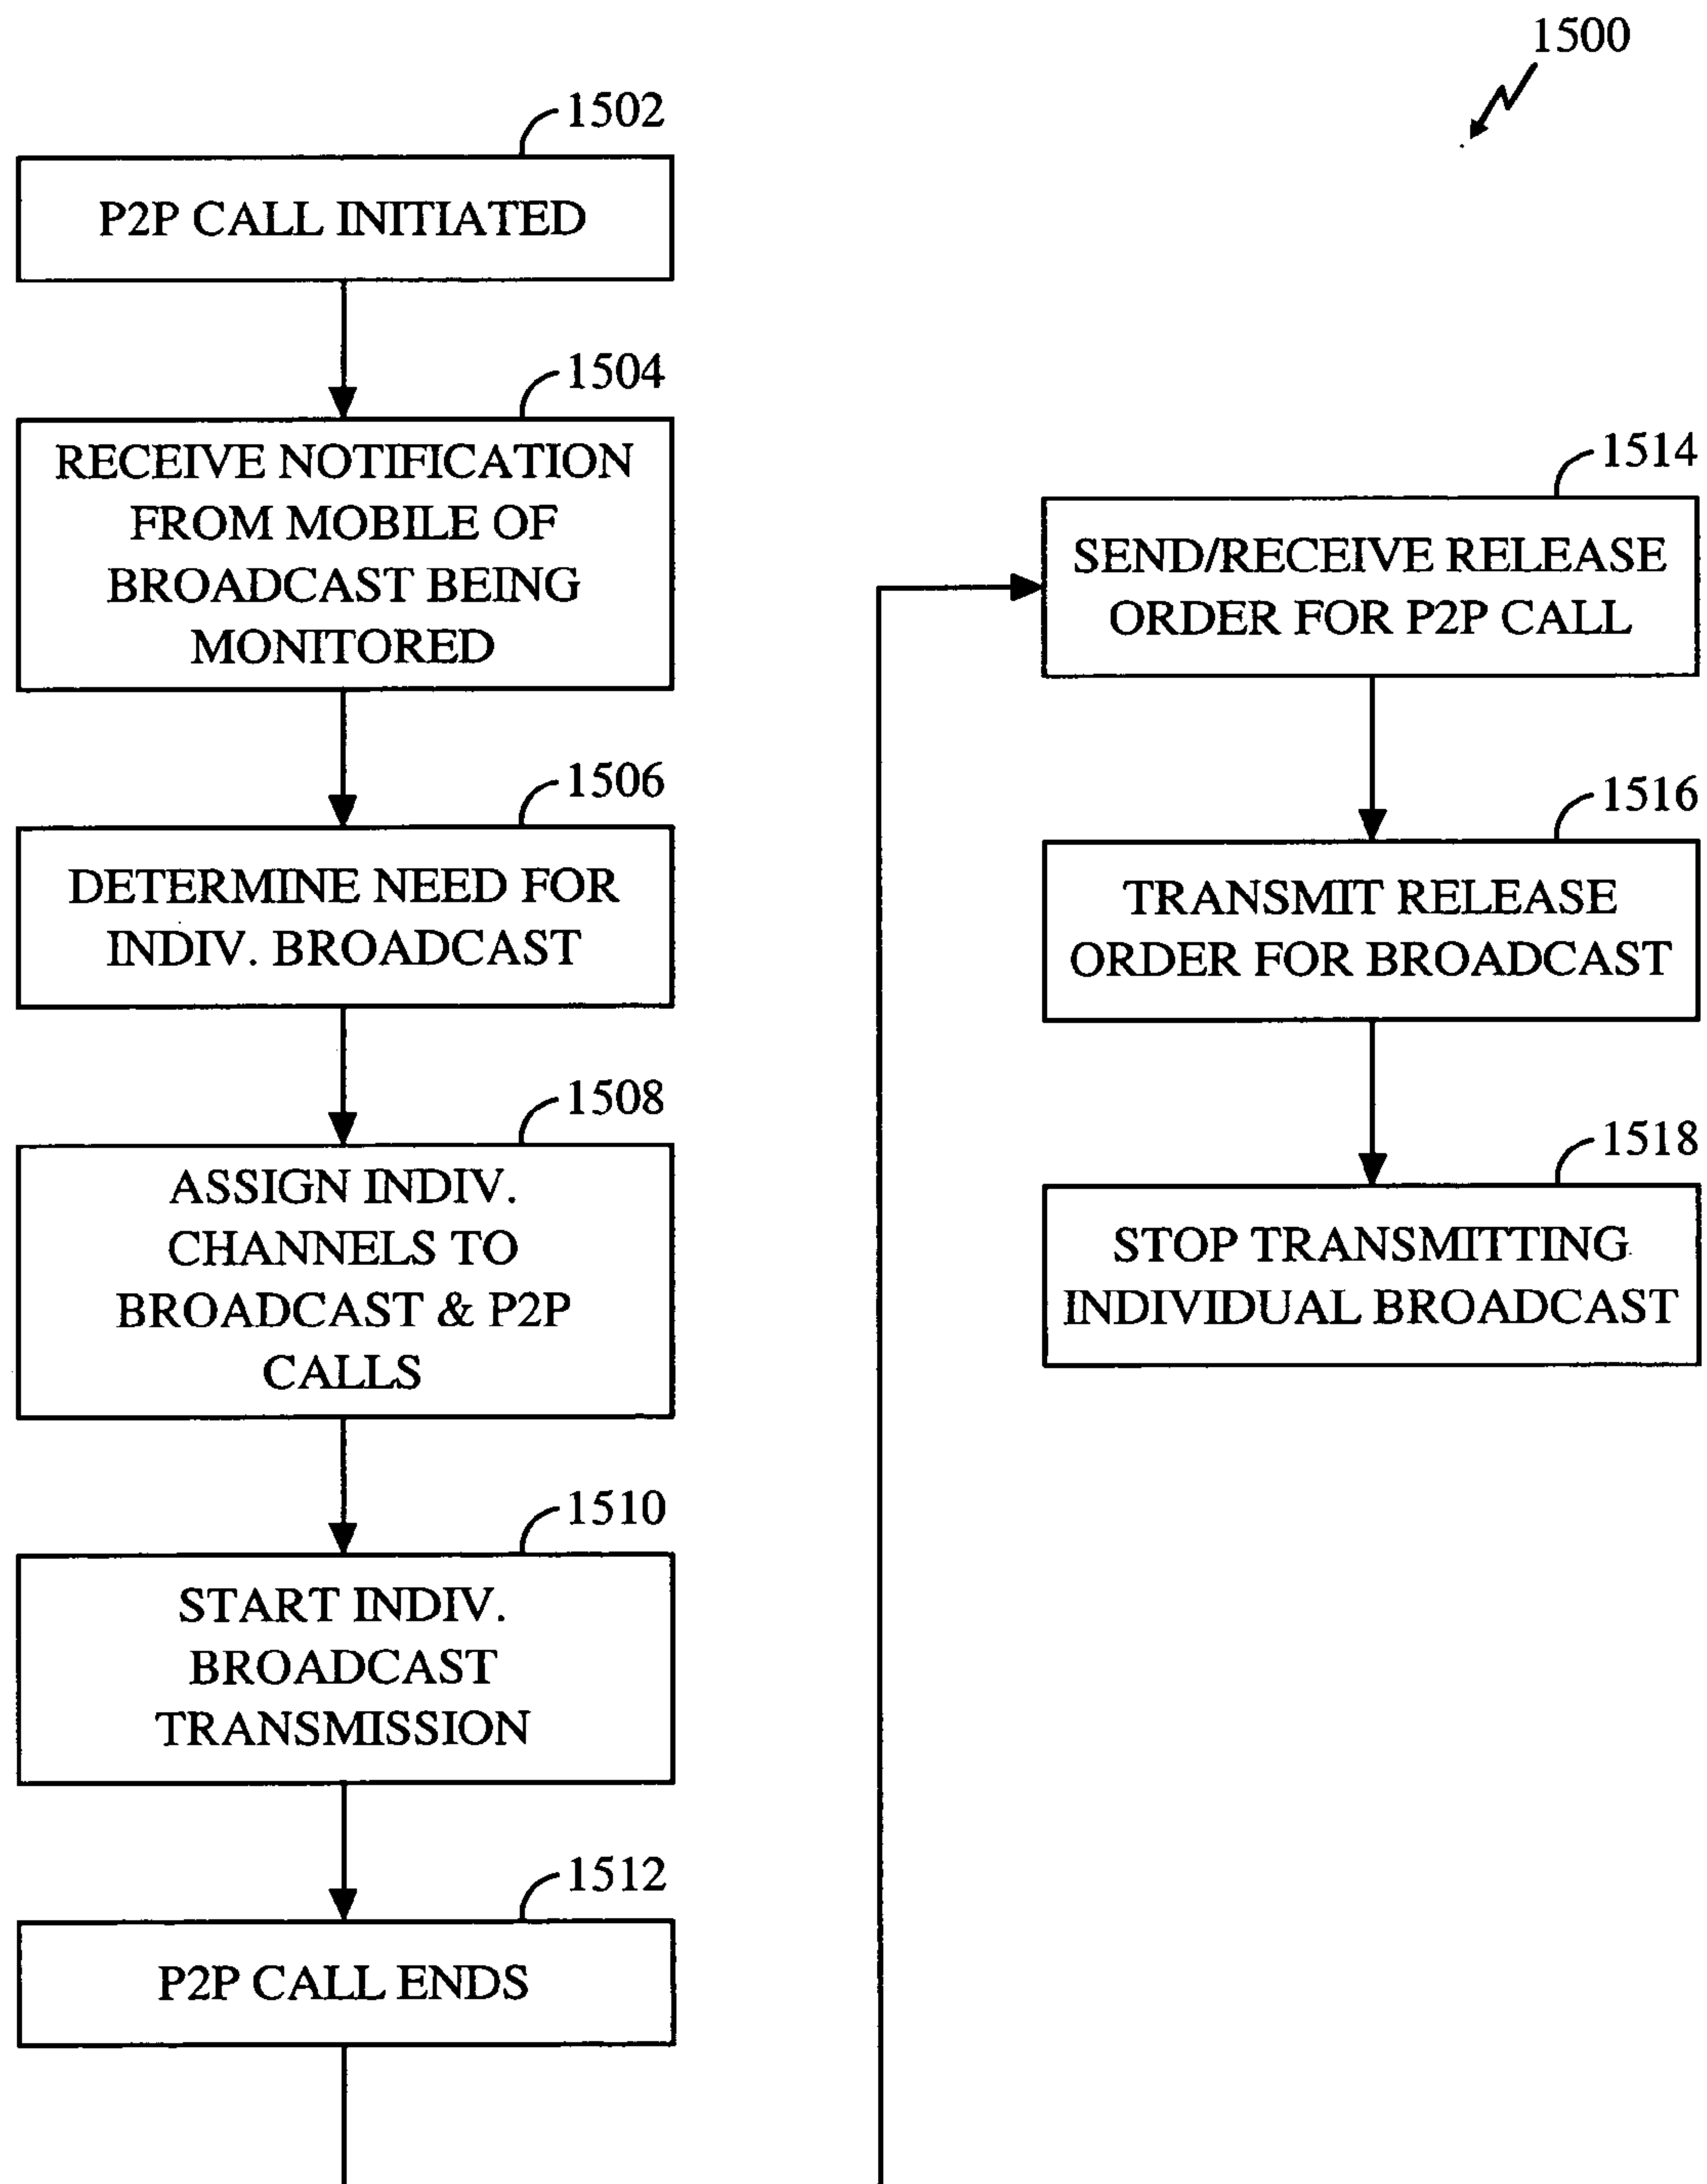 1500
1502
P2P CALL INITIATED
1504
RECEIVE NOTIFICATION
FROM MOBILE OF
BROADCAST BEING
MONITORED
1506
DETERMINE NEED FOR
INDIV. BROADCAST
1508
ASSIGN INDIV.
CHANNELS TO
BROADCAST & P2P
CALLS
1510
START INDIV.
BROADCAST
TRANSMISSION
1512
P2P CALL ENDS
1514
SEND/RECEIVE RELEASE
ORDER FOR P2P CALL
1516
TRANSMIT RELEASE
ORDER FOR BROADCAST
1518
STOP TRANSMITTING
INDIVIDUAL BROADCAST